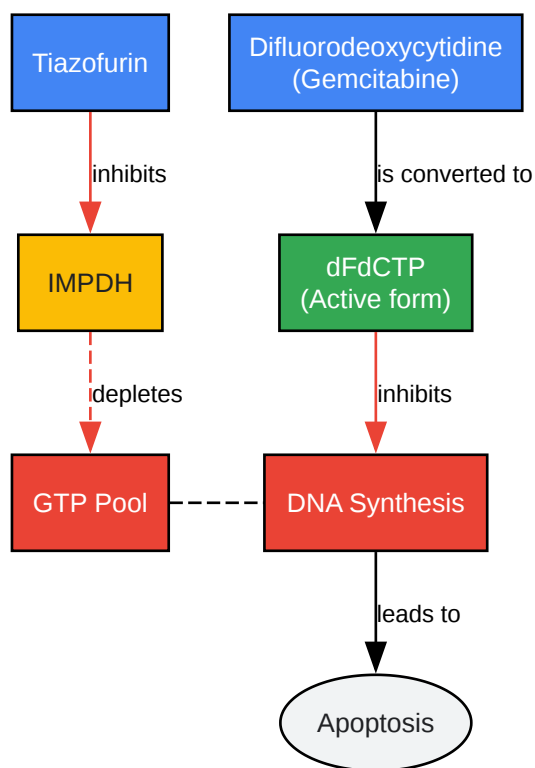 Tiazofurin
Difluorodeoxycytidine
(Gemcitabine)
inhibits
is converted to
IMPDH
dFdCTP
(Active form)
depletes
inhibits
GTP Pool
DNA Synthesis
leads to
Apoptosis